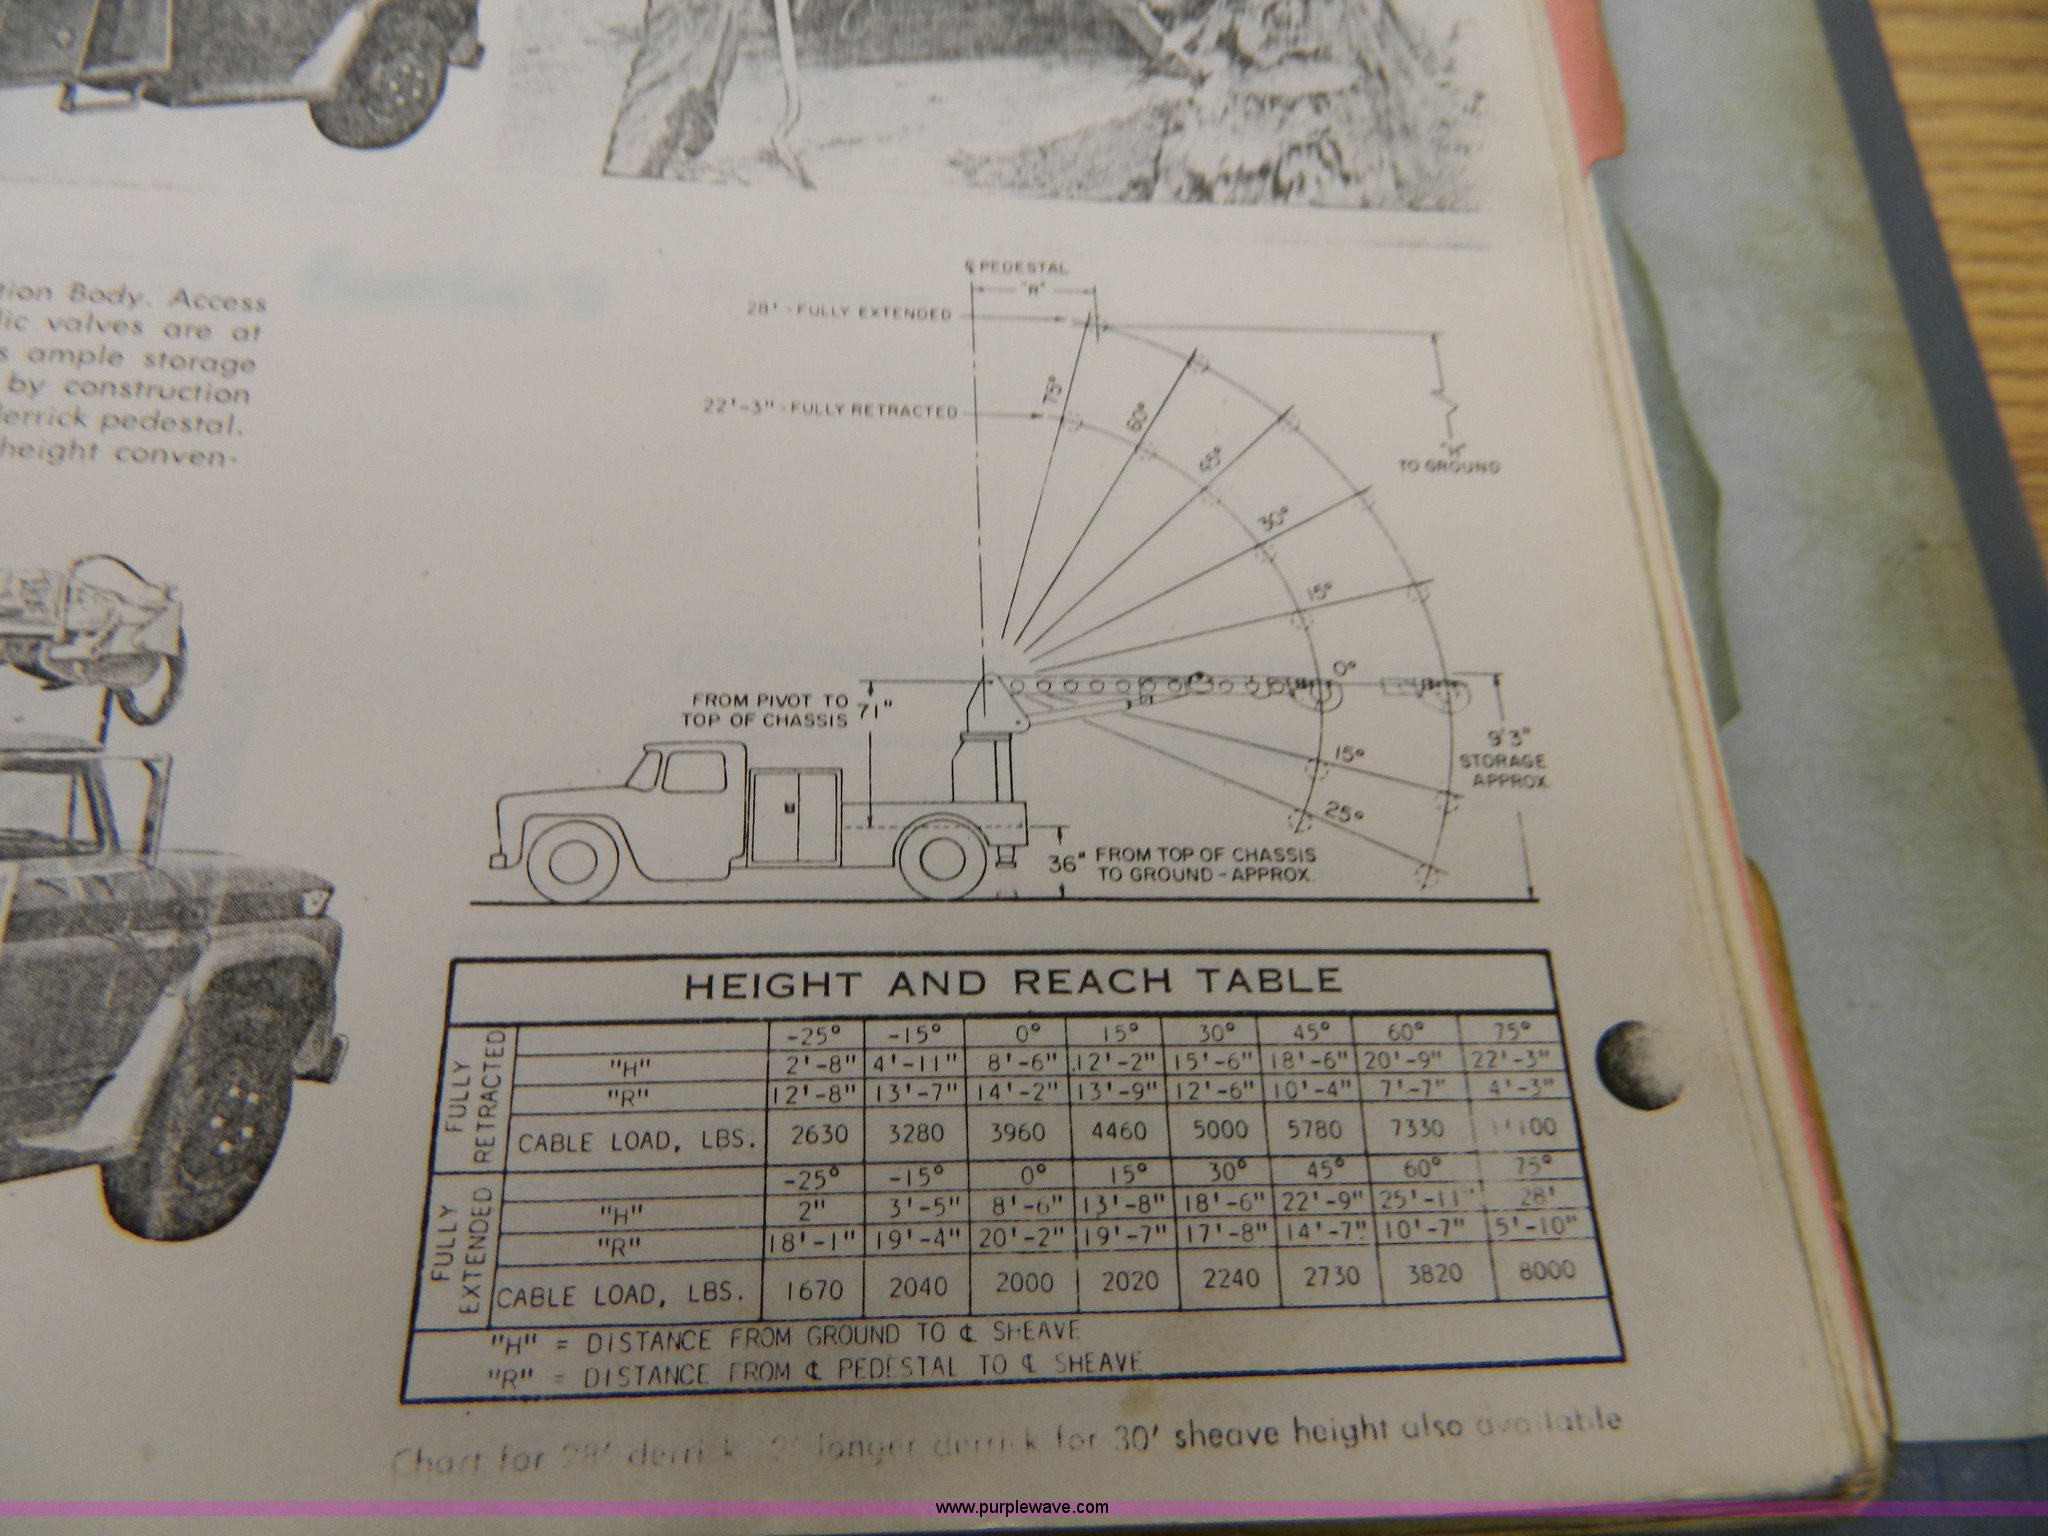 tion Body. Access
lic valves are at
s ample storage
by construction
derrick pedestal.
height conven-
℄ PEDESTAL
"R"
28' - FULLY EXTENDED
22'-3" - FULLY RETRACTED
75°
60°
45°
30°
15°
0°
15°
25°
"H"
TO GROUND
FROM PIVOT TO
TOP OF CHASSIS
71"
9'3"
STORAGE
APPROX.
36" FROM TOP OF CHASSIS
TO GROUND - APPROX.
HEIGHT AND REACH TABLE
FULLY RETRACTED
-25° -15° 0° 15° 30° 45° 60° 75°
"H" 2'-8" 4'-11" 8'-6" 12'-2" 15'-6" 18'-6" 20'-9" 22'-3"
"R" 12'-8" 13'-7" 14'-2" 13'-9" 12'-6" 10'-4" 7'-7" 4'-3"
CABLE LOAD, LBS. 2630 3280 3960 4460 5000 5780 7330
FULLY EXTENDED
-25° -15° 0° 15° 30° 45° 60° 75°
"H" 2" 3'-5" 8'-6" 13'-8" 18'-6" 22'-9" 25'-11" 28'
"R" 18'-1" 19'-4" 20'-2" 19'-7" 17'-8" 14'-7" 10'-7" 5'-10"
CABLE LOAD, LBS. 1670 2040 2000 2020 2240 2730 3820 8000
"H" = DISTANCE FROM GROUND TO ℄ SHEAVE
"R" = DISTANCE FROM ℄ PEDESTAL TO ℄ SHEAVE
Chart for 28' derrick longer derrick for 30' sheave height also available
www.purplewave.com